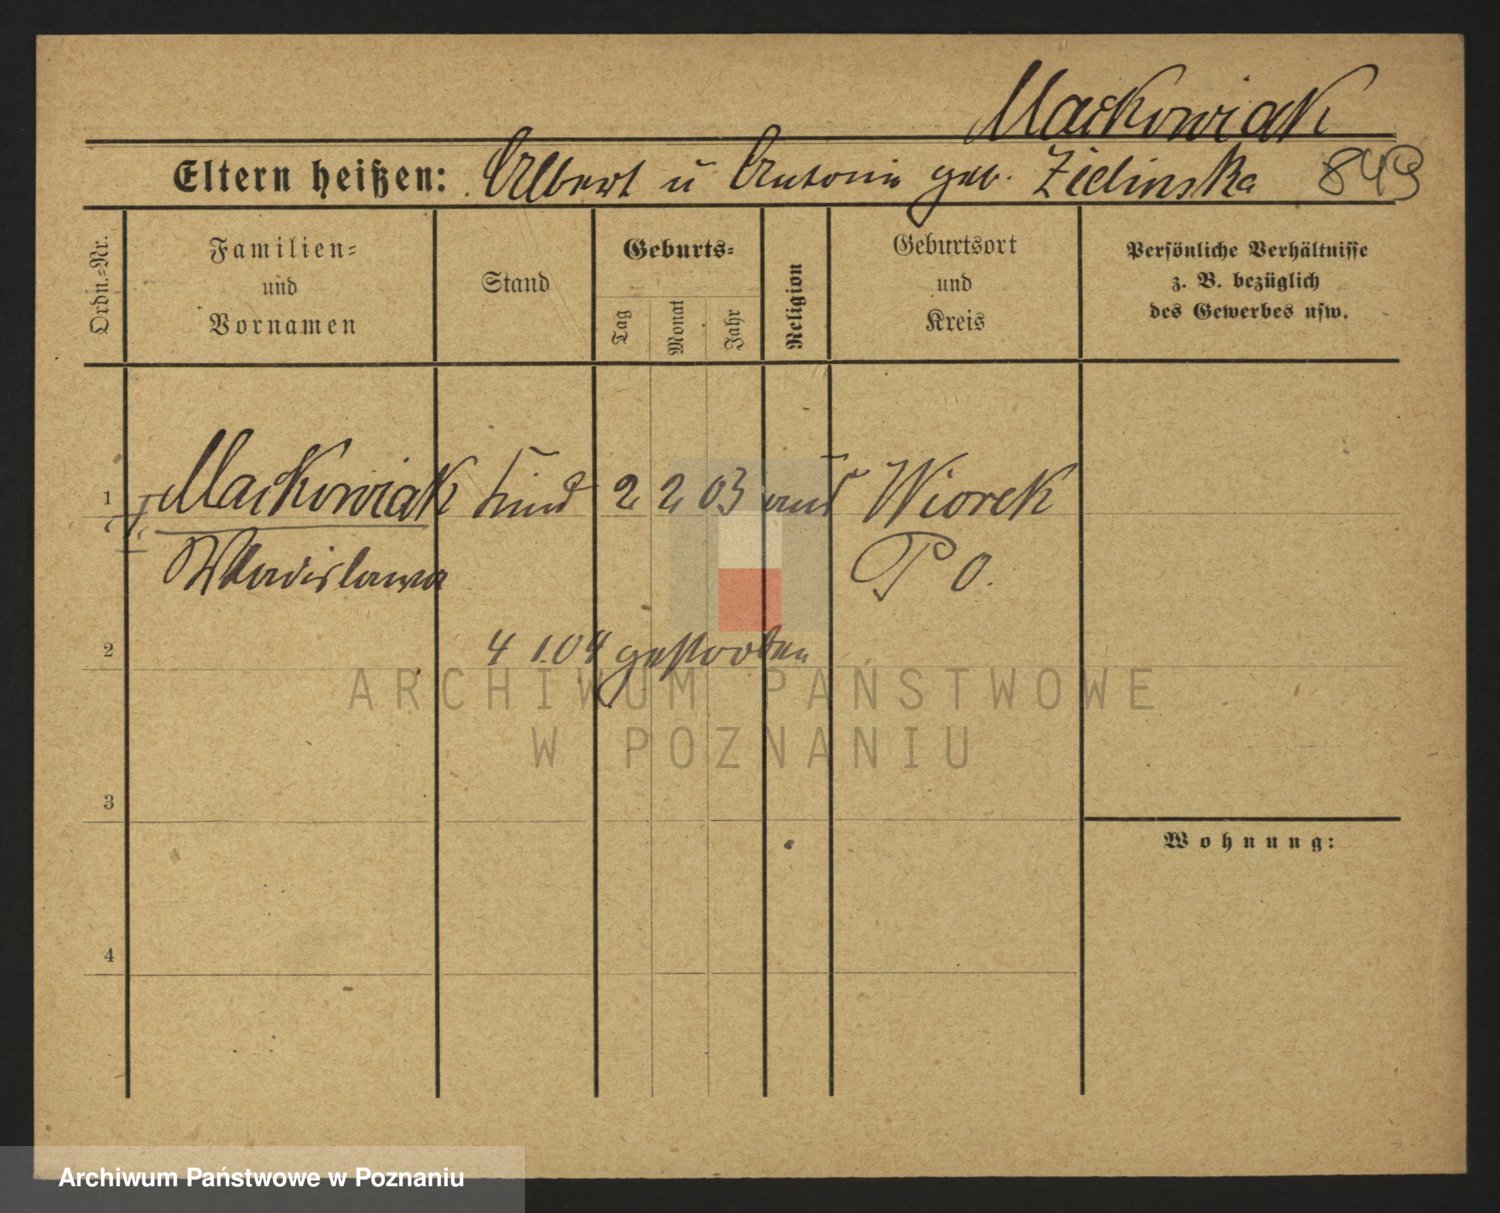 Mackowiak
Eltern heißen: Albert u Antonie geb. Zielinska 849
Ordn.=Nr.
Familien=
und
Vornamen
Stand
Geburts=
Tag
Monat
Jahr
Religion
Geburtsort
und
Kreis
Persönliche Verhältnisse
z. B. bezüglich
des Gewerbes usw.
1 Mackowiak Kind 2 2 03 Wiorek
Wladislawa P O.
2 4 1.04 gestorben
ARCHIWUM PAŃSTWOWE
W POZNANIU
3
Wohnung:
4
Archiwum Państwowe w Poznaniu